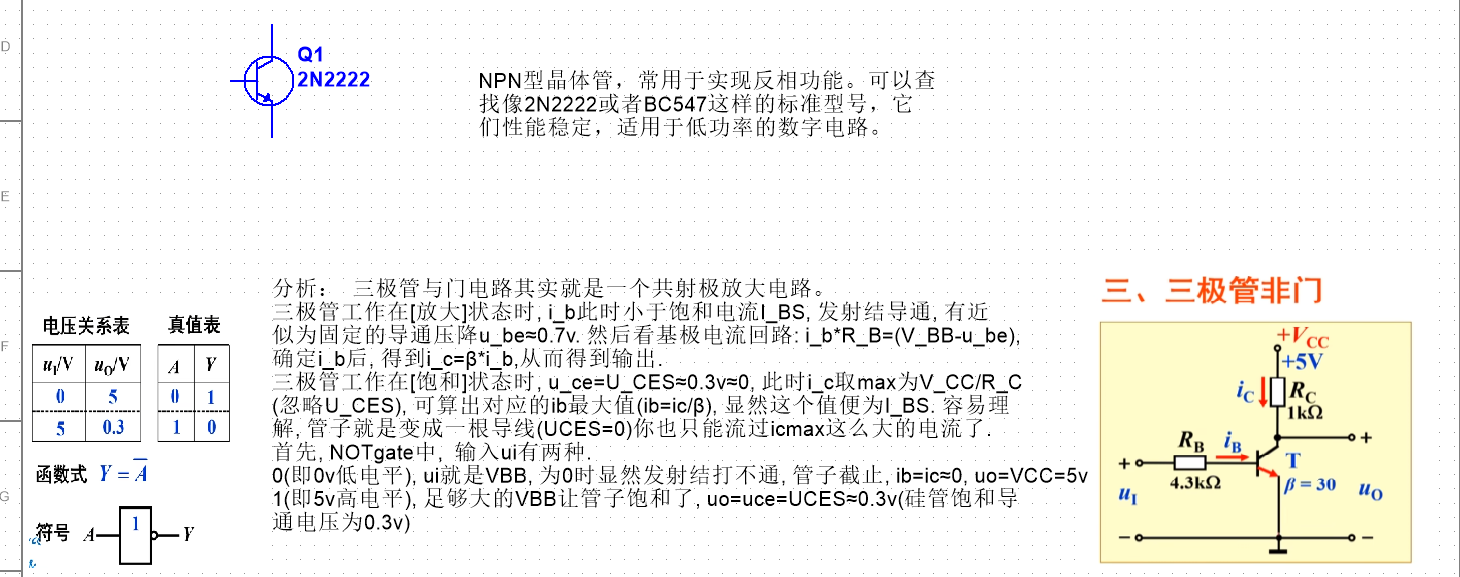 D
Q1
2N2222
NPN型晶体管，常用于实现反相功能。可以查
找像2N2222或者BC547这样的标准型号，它
们性能稳定，适用于低功率的数字电路。
E
分析： 三极管与门电路其实就是一个共射极放大电路。
三极管工作在[放大]状态时, i_b此时小于饱和电流I_BS, 发射结导通, 有近
似为固定的导通压降u_be≈0.7v. 然后看基极电流回路: i_b*R_B=(V_BB-u_be),
确定i_b后, 得到i_c=β*i_b,从而得到输出.
三极管工作在[饱和]状态时, u_ce=U_CES≈0.3v≈0, 此时i_c取max为V_CC/R_C
(忽略U_CES), 可算出对应的ib最大值(ib=ic/β), 显然这个值便为I_BS. 容易理
解, 管子就是变成一根导线(UCES=0)你也只能流过icmax这么大的电流了.
首先, NOTgate中, 输入ui有两种.
0(即0v低电平), ui就是VBB, 为0时显然发射结打不通, 管子截止, ib=ic≈0, uo=VCC=5v
1(即5v高电平), 足够大的VBB让管子饱和了, uo=uce=UCES≈0.3v(硅管饱和导
通电压为0.3v)
电压关系表 真值表
F
uI/V uO/V A Y
0 5 0 1
5 0.3 1 0
函数式 Y = A̅
G
符号 A 1 Y
三、三极管非门
+VCC
+5V
iC RC
1kΩ
RB iB +
+ T
4.3kΩ β = 30
uI uO
− −